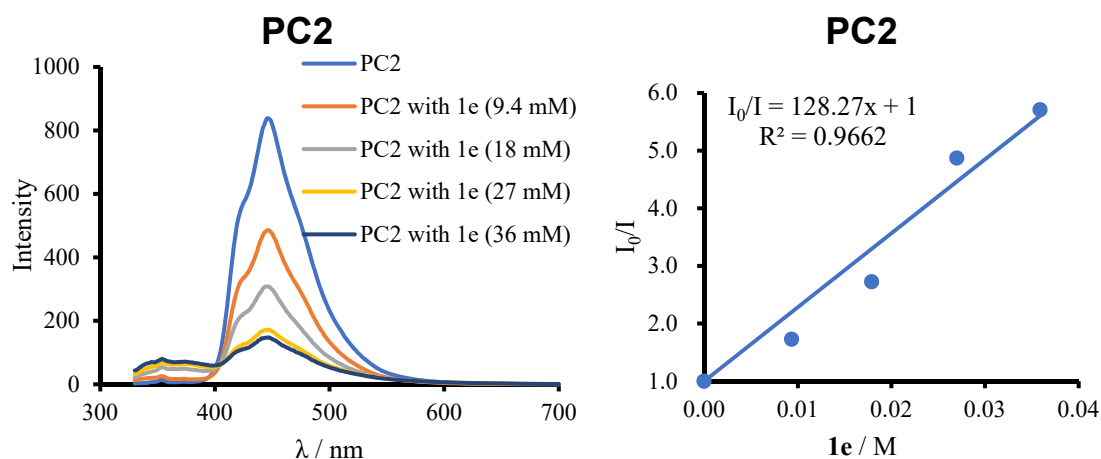 PC2
1000
800
600
400
200
0
300
400
500
600
700
Intensity
λ / nm
PC2
PC2 with 1e (9.4 mM)
PC2 with 1e (18 mM)
PC2 with 1e (27 mM)
PC2 with 1e (36 mM)
PC2
I₀/I = 128.27x + 1
R² = 0.9662
6.0
5.0
4.0
3.0
2.0
1.0
0.00
0.01
0.02
0.03
0.04
I₀/I
1e / M